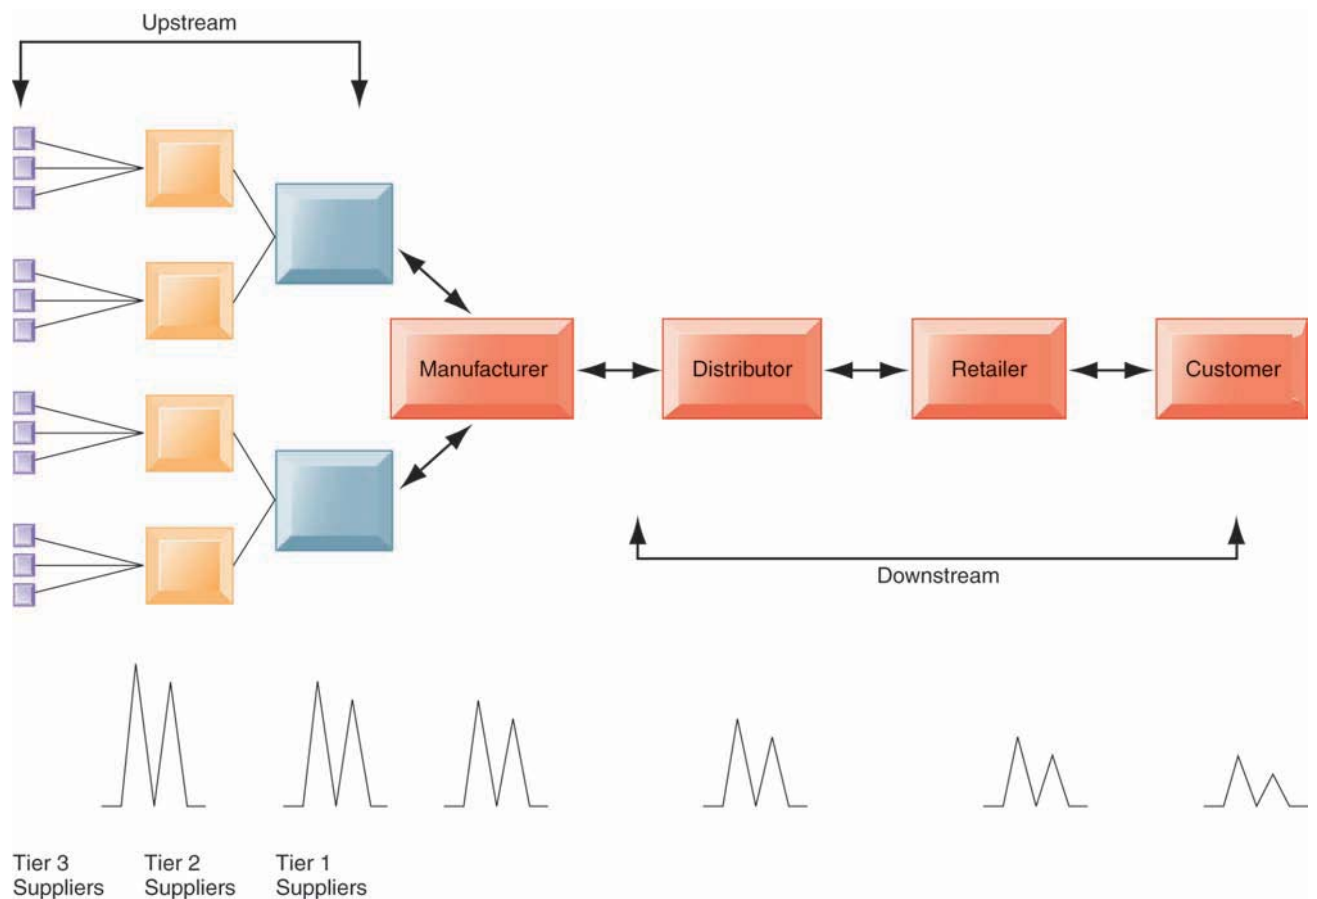 Upstream
Manufacturer
Distributor
Retailer
Customer
Downstream
Tier 3
Suppliers
Tier 2
Suppliers
Tier 1
Suppliers